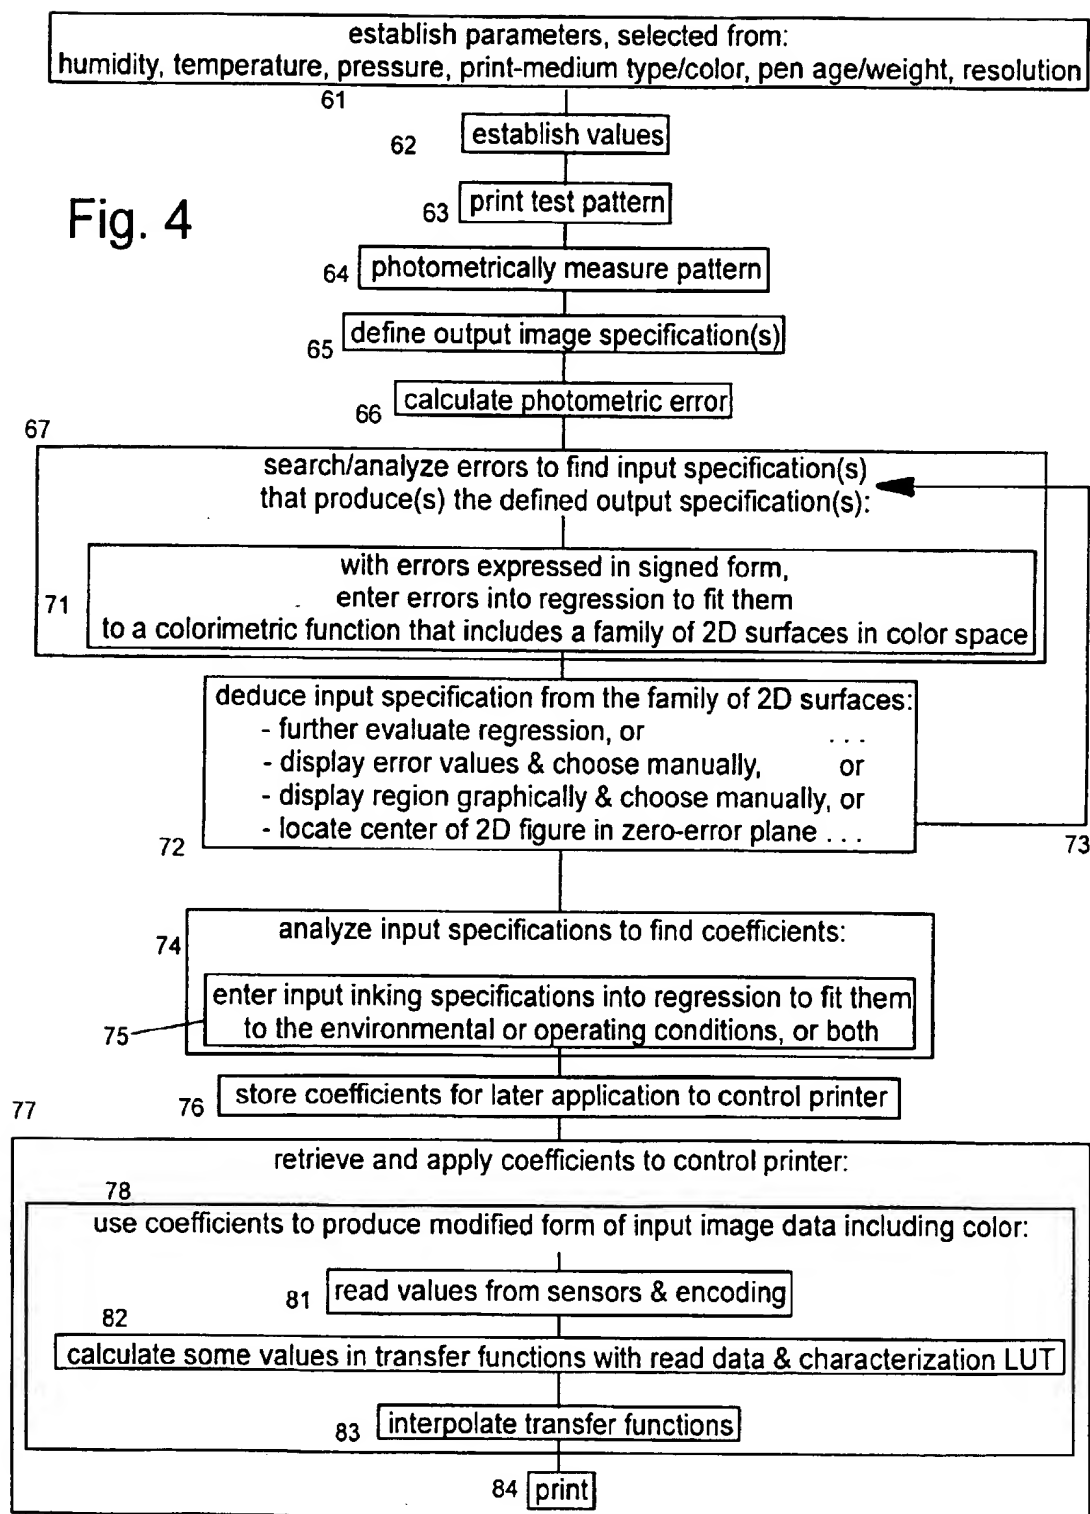 establish parameters, selected from:
humidity, temperature, pressure, print-medium type/color, pen age/weight, resolution
61
62
establish values
Fig. 4
63
print test pattern
64
photometrically measure pattern
65
define output image specification(s)
66
calculate photometric error
67
search/analyze errors to find input specification(s)
that produce(s) the defined output specification(s):
71
with errors expressed in signed form,
enter errors into regression to fit them
to a colorimetric function that includes a family of 2D surfaces in color space
deduce input specification from the family of 2D surfaces:
- further evaluate regression, or ...
- display error values & choose manually, or
- display region graphically & choose manually, or
- locate center of 2D figure in zero-error plane ...
72
73
74
analyze input specifications to find coefficients:
75
enter input inking specifications into regression to fit them
to the environmental or operating conditions, or both
76
store coefficients for later application to control printer
77
retrieve and apply coefficients to control printer:
78
use coefficients to produce modified form of input image data including color:
81
read values from sensors & encoding
82
calculate some values in transfer functions with read data & characterization LUT
83
interpolate transfer functions
84
print